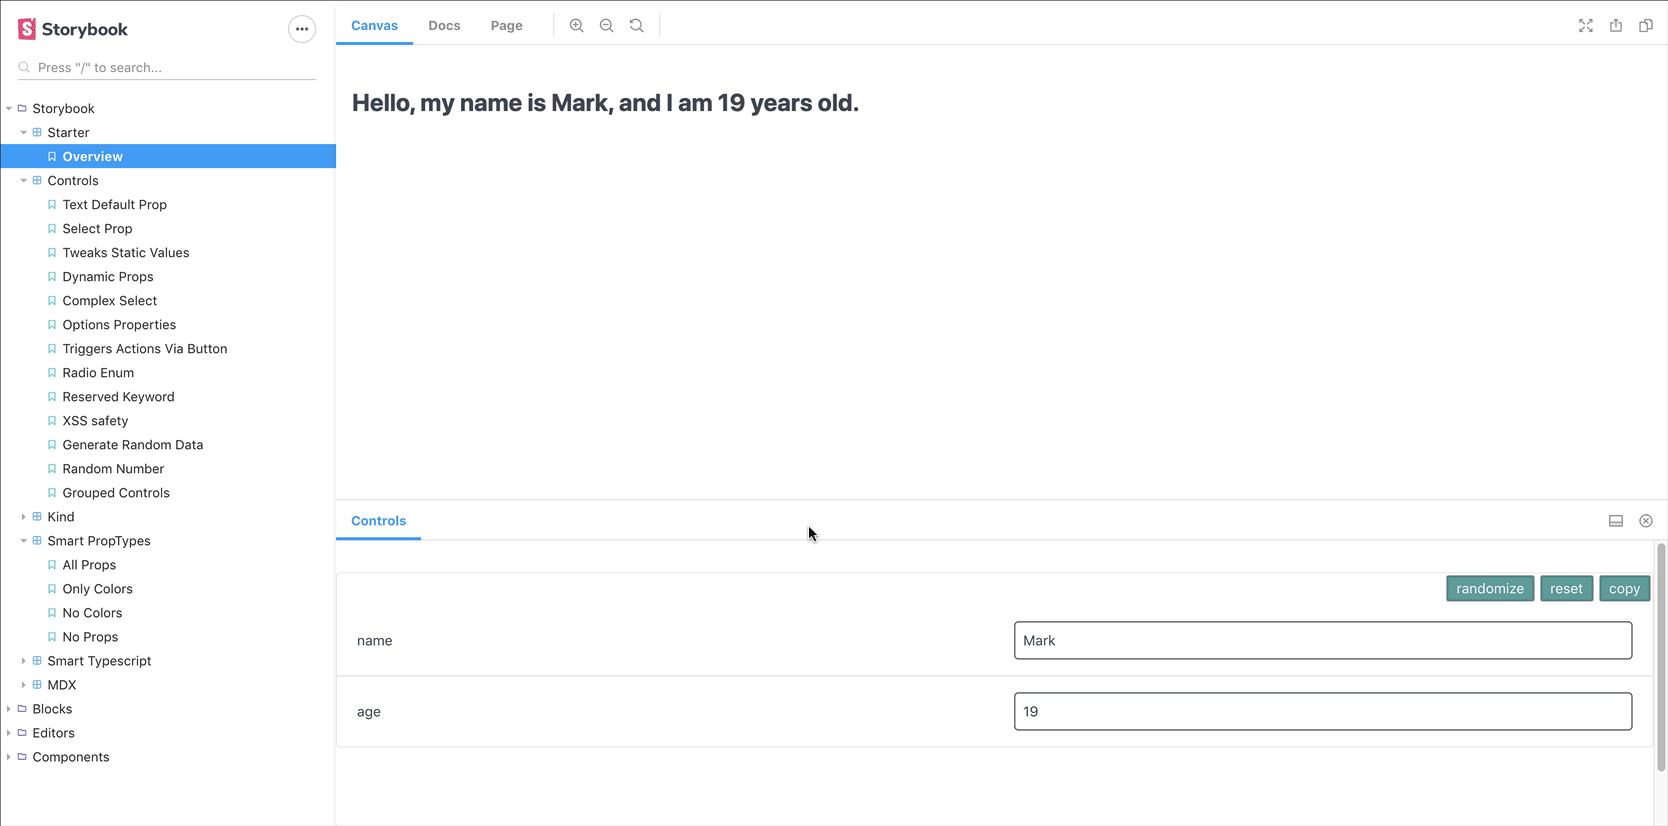 Storybook
Press "/" to search...
Storybook
Starter
Overview
Controls
Text Default Prop
Select Prop
Tweaks Static Values
Dynamic Props
Complex Select
Options Properties
Triggers Actions Via Button
Radio Enum
Reserved Keyword
XSS safety
Generate Random Data
Random Number
Grouped Controls
Kind
Smart PropTypes
All Props
Only Colors
No Colors
No Props
Smart Typescript
MDX
Blocks
Editors
Components
Canvas Docs Page
Hello, my name is Mark, and I am 19 years old.
Controls
randomize reset copy
name Mark
age 19